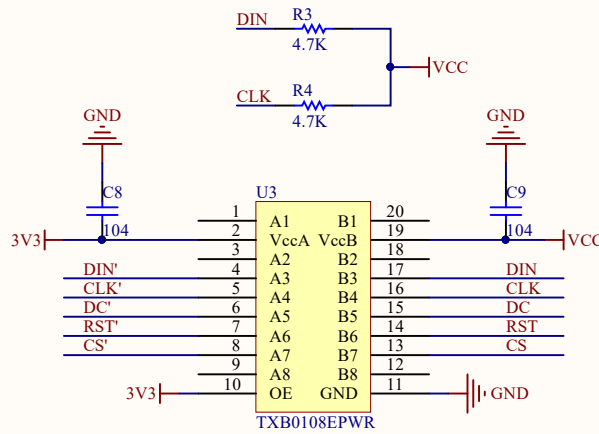 DIN R3
4.7K
VCC
CLK R4
4.7K
GND GND
C8 U3 C9
104 104
1 A1 B1 20
3V3 2 VccA VccB 19 VCC
3 A2 B2 18
DIN' 4 A3 B3 17 DIN
CLK' 5 A4 B4 16 CLK
DC' 6 A5 B5 15 DC
RST' 7 A6 B6 14 RST
CS' 8 A7 B7 13 CS
9 A8 B8 12
3V3 10 OE GND 11 GND
TXB0108EPWR